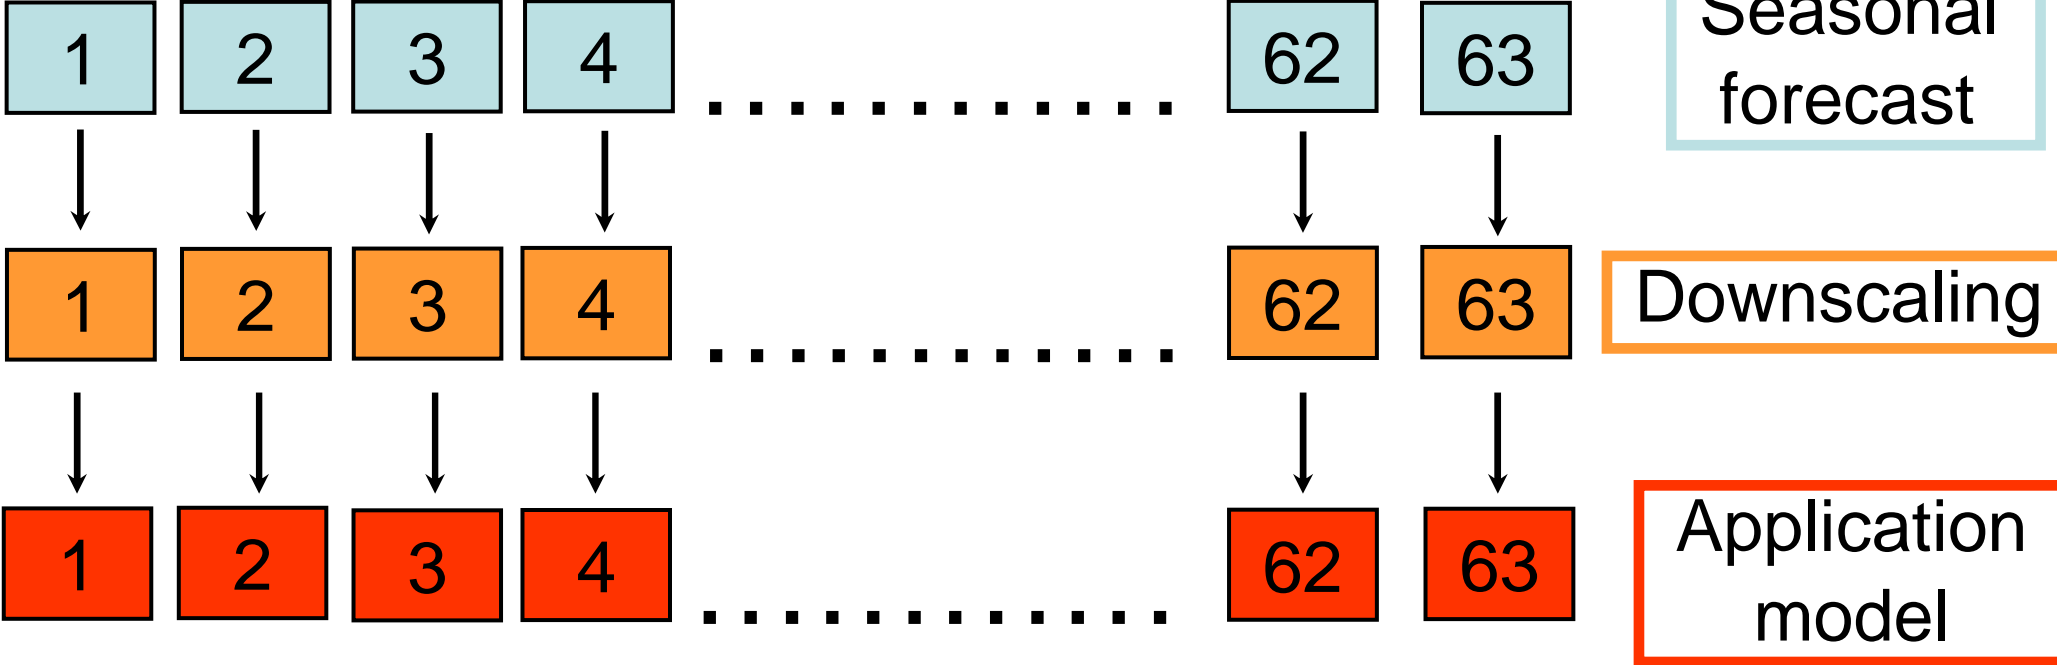 1 2 3 4 62 63
Seasonal
forecast
1 2 3 4 62 63
Downscaling
1 2 3 4 62 63
Application
model